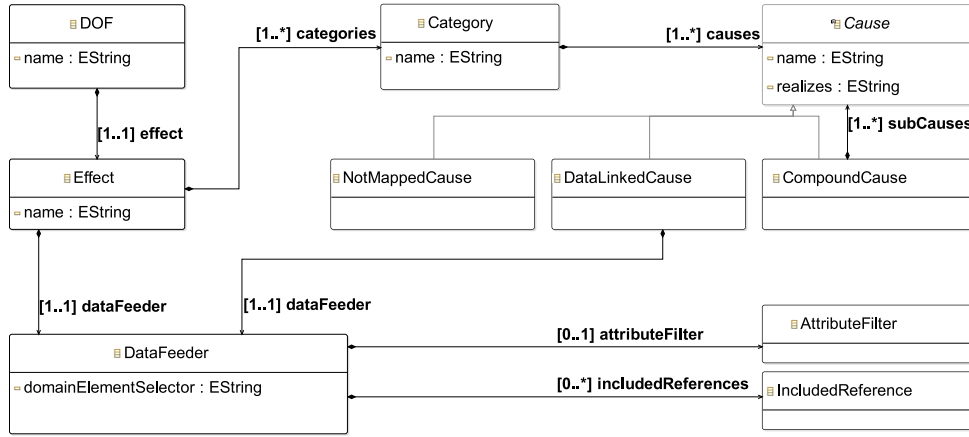 DOF
name : EString
[1..*] categories
Category
name : EString
[1..*] causes
Cause
name : EString
realizes : EString
[1..1] effect
[1..*] subCauses
Effect
name : EString
NotMappedCause
DataLinkedCause
CompoundCause
[1..1] dataFeeder
[1..1] dataFeeder
DataFeeder
domainElementSelector : EString
[0..1] attributeFilter
AttributeFilter
[0..*] includedReferences
IncludedReference